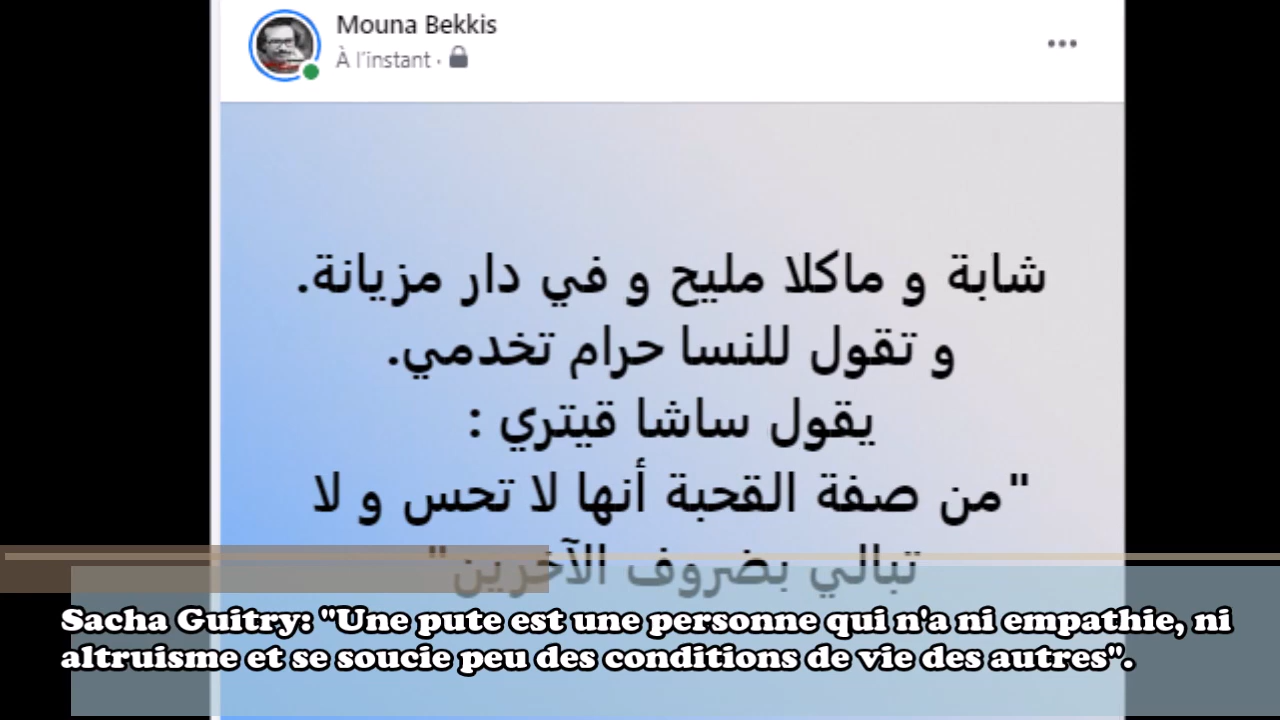 Mouna Bekkis
À l'instant ·
شابة و ماكلا مليح و في دار مزيانة.
و تقول للنسا حرام تخدمي.
يقول ساشا قيتري :
"من صفة القحبة أنها لا تحس و لا
تبالي بضروف الآخرين"
Sacha Guitry: "Une pute est une personne qui n'a ni empathie, ni
altruisme et se soucie peu des conditions de vie des autres".